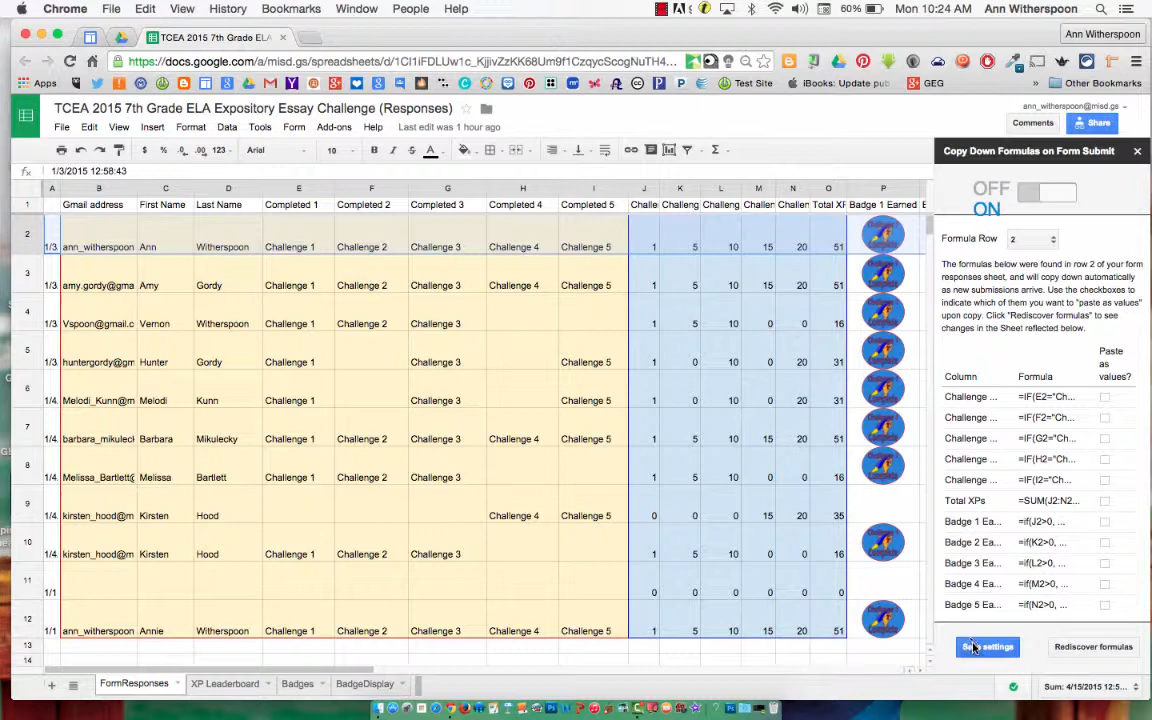 Chrome File Edit View History Bookmarks Window People Help 60% Mon 10:24 AM Ann Witherspoon
TCEA 2015 7th Grade ELA Ann Witherspoon
https://docs.google.com/a/misd.gs/spreadsheets/d/
Apps Test Site iBooks: Update your GEG Other Bookmarks
TCEA 2015 7th Grade ELA Expository Essay Challenge (Responses) ann_witherspoon@misd.gs
File Edit View Insert Format Data Tools Form Add-ons Help Last edit was 1 hour ago Comments Share
$ % .0 .00 123 Arial 10 B I S A Σ
Copy Down Formulas on Form Submit
fx 1/3/2015 12:58:43
A B C D E F G H I J K L M N O P
1 Gmail address First Name Last Name Completed 1 Completed 2 Completed 3 Completed 4 Completed 5 Challe Challeng Challeng Challen Challen Total XP Badge 1 Earned
2 1/3. ann_witherspoon Ann Witherspoon Challenge 1 Challenge 2 Challenge 3 Challenge 4 Challenge 5 1 5 10 15 20 51
3 1/3. amy.gordy@gma Amy Gordy Challenge 1 Challenge 2 Challenge 3 Challenge 4 Challenge 5 1 5 10 15 20 51
4 1/3. Vspoon@gmail.c Vernon Witherspoon Challenge 1 Challenge 2 Challenge 3 1 5 10 0 0 16
5 1/3. huntergordy@gm Hunter Gordy Challenge 1 Challenge 3 Challenge 5 1 0 10 0 20 31
6 1/4. Melodi_Kunn@m Melodi Kunn Challenge 1 Challenge 3 Challenge 5 1 0 10 0 20 31
7 1/4. barbara_mikulecl Barbara Mikulecky Challenge 1 Challenge 2 Challenge 3 Challenge 4 Challenge 5 1 5 10 15 20 51
8 1/4. Melissa_Bartlett@ Melissa Bartlett Challenge 1 Challenge 2 Challenge 3 1 5 10 0 0 16
9 1/4. kirsten_hood@m Kirsten Hood Challenge 4 Challenge 5 0 0 0 15 20 35
10 1/4. kirsten_hood@m Kirsten Hood Challenge 1 Challenge 2 Challenge 3 1 5 10 0 0 16
11 1/1 0 0 0 0 0 0
12 1/1 ann_witherspoon Annie Witherspoon Challenge 1 Challenge 2 Challenge 3 Challenge 4 Challenge 5 1 5 10 15 20 51
13
14
FormResponses XP Leaderboard Badges BadgeDisplay
OFF
ON
Formula Row 2
The formulas below were found in row 2 of your form
responses sheet, and will copy down automatically
as new submissions arrive. Use the checkboxes to
indicate which of them you want to "paste as values"
upon copy. Click "Rediscover formulas" to see
changes in the Sheet reflected below.
Paste
as
Column Formula values?
Challenge ... =IF(E2="Ch...
Challenge ... =IF(F2="Ch...
Challenge ... =IF(G2="Ch...
Challenge ... =IF(H2="Ch...
Challenge ... =IF(I2="Ch...
Total XPs =SUM(J2:N2...
Badge 1 Ea... =if(J2>0, ...
Badge 2 Ea... =if(K2>0, ...
Badge 3 Ea... =if(L2>0, ...
Badge 4 Ea... =if(M2>0, ...
Badge 5 Ea... =if(N2>0, ...
Save settings Rediscover formulas
Sum: 4/15/2015 12:5...